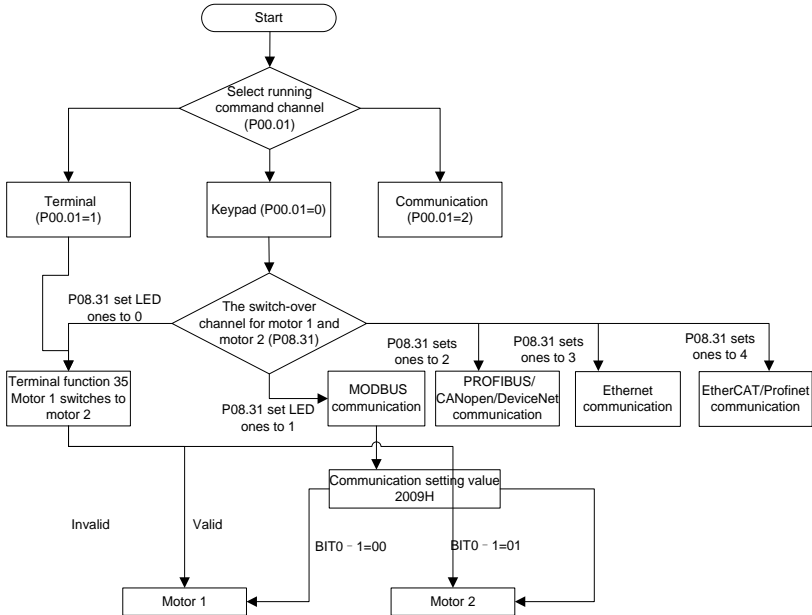 Start
Select running
command channel
(P00.01)
Terminal
(P00.01=1)
Keypad (P00.01=0)
Communication
(P00.01=2)
P08.31 set LED
ones to 0
The switch-over
channel for motor 1 and
motor 2 (P08.31)
P08.31 sets
ones to 2
P08.31 sets
ones to 3
P08.31 sets
ones to 4
Terminal function 35
Motor 1 switches to
motor 2
P08.31 set LED
ones to 1
MODBUS
communication
PROFIBUS/
CANopen/DeviceNet
communication
Ethernet
communication
EtherCAT/Profinet
communication
Communication setting value
2009H
Invalid
Valid
BIT0﹣1=00
BIT0﹣1=01
Motor 1
Motor 2